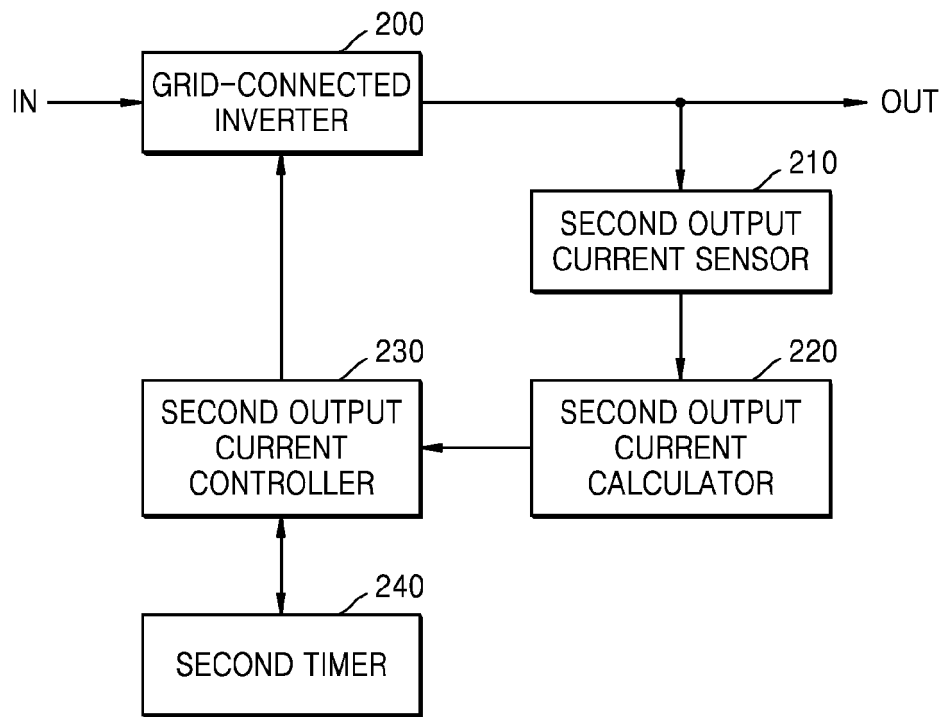 200
GRID-CONNECTED
INVERTER
IN
OUT
210
SECOND OUTPUT
CURRENT SENSOR
230
SECOND OUTPUT
CURRENT
CONTROLLER
220
SECOND OUTPUT
CURRENT
CALCULATOR
240
SECOND TIMER